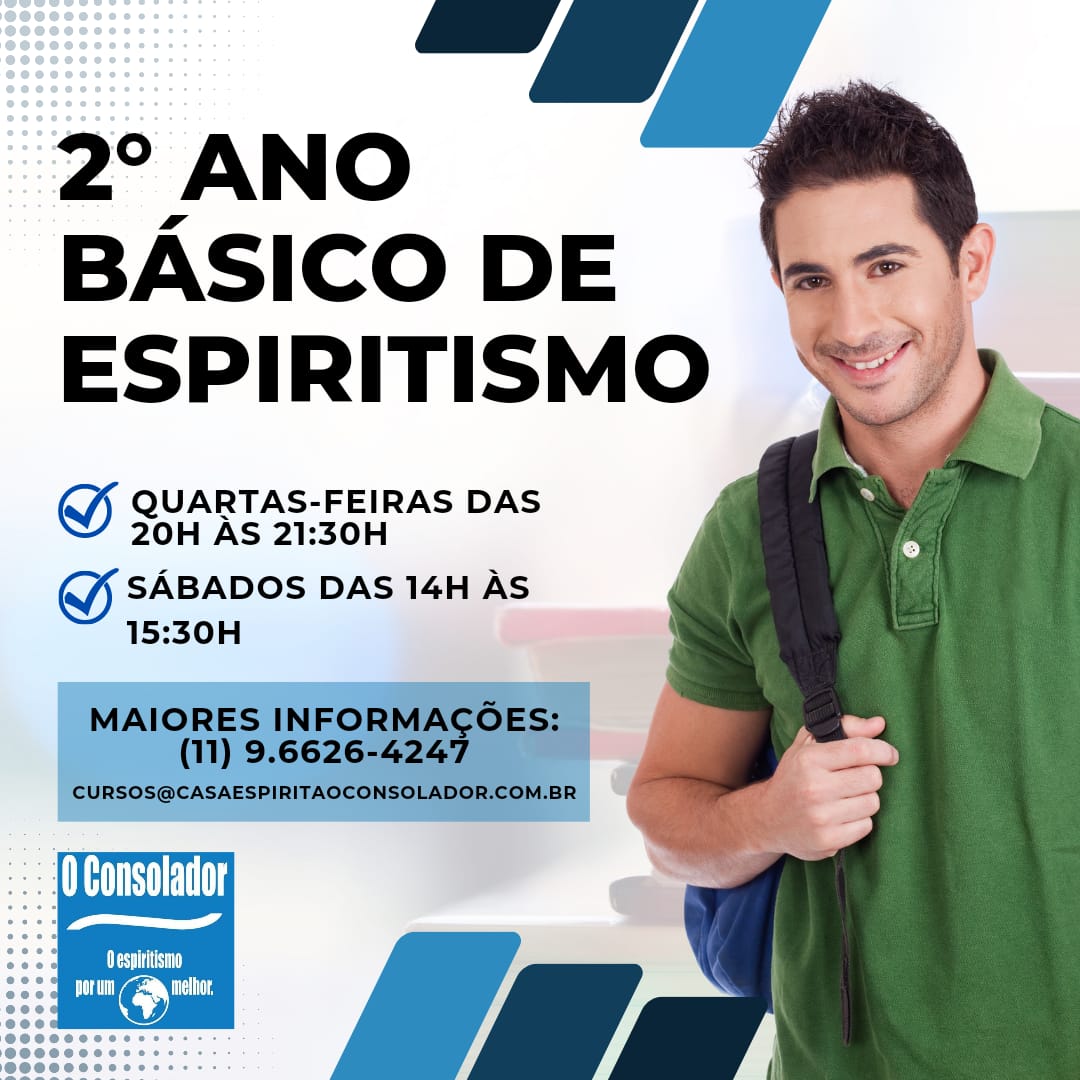 2º ANO
BÁSICO DE
ESPIRITISMO
QUARTAS-FEIRAS DAS
20H ÀS 21:30H
SÁBADOS DAS 14H ÀS
15:30H
MAIORES INFORMAÇÕES:
(11) 9.6626-4247
CURSOS@CASAESPIRITAOCONSOLADOR.COM.BR
O Consolador
O espiritismo
por um melhor.